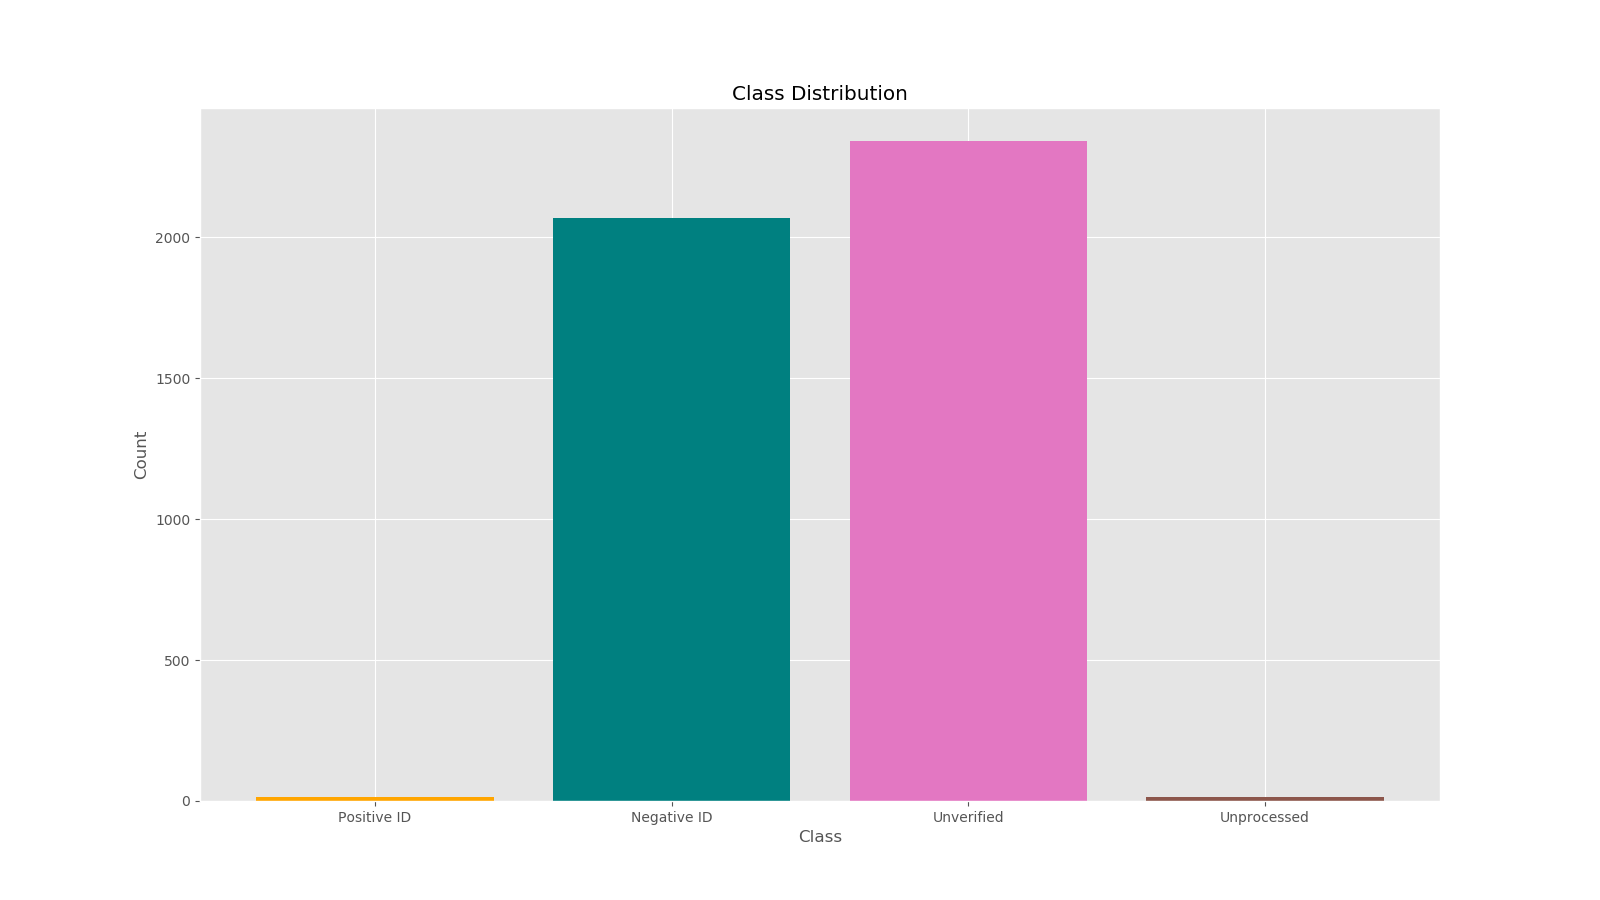 Class Distribution
Count
2000
1500
1000
500
0
Positive ID
Negative ID
Unverified
Unprocessed
Class